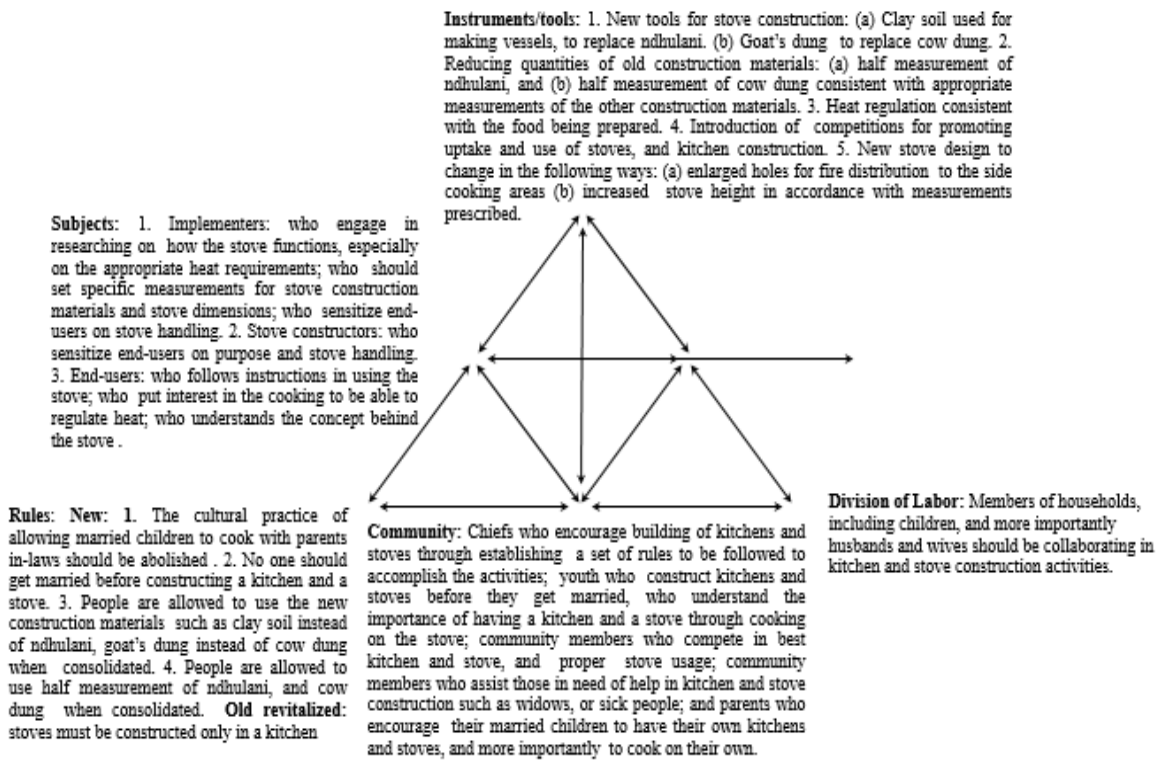 Instruments/tools: 1. New tools for stove construction: (a) Clay soil used for
making vessels, to replace ndhulani. (b) Goat's dung to replace cow dung. 2.
Reducing quantities of old construction materials: (a) half measurement of
ndhulani, and (b) half measurement of cow dung consistent with appropriate
measurements of the other construction materials. 3. Heat regulation consistent
with the food being prepared. 4. Introduction of competitions for promoting
uptake and use of stoves, and kitchen construction. 5. New stove design to
change in the following ways: (a) enlarged holes for fire distribution to the side
cooking areas (b) increased stove height in accordance with measurements
prescribed.
Subjects: 1. Implementers: who engage in
researching on how the stove functions, especially
on the appropriate heat requirements; who should
set specific measurements for stove construction
materials and stove dimensions; who sensitize end-
users on stove handling. 2. Stove constructors: who
sensitize end-users on purpose and stove handling.
3. End-users: who follows instructions in using the
stove; who put interest in the cooking to be able to
regulate heat; who understands the concept behind
the stove .
Rules: New: 1. The cultural practice of
allowing married children to cook with parents
in-laws should be abolished . 2. No one should
get married before constructing a kitchen and a
stove. 3. People are allowed to use the new
construction materials such as clay soil instead
of ndhulani, goat's dung instead of cow dung
when consolidated. 4. People are allowed to
use half measurement of ndhulani, and cow
dung when consolidated. Old revitalized:
stoves must be constructed only in a kitchen
Community: Chiefs who encourage building of kitchens and
stoves through establishing a set of rules to be followed to
accomplish the activities; youth who construct kitchens and
stoves before they get married, who understand the
importance of having a kitchen and a stove through cooking
on the stove; community members who compete in best
kitchen and stove, and proper stove usage; community
members who assist those in need of help in kitchen and stove
construction such as widows, or sick people; and parents who
encourage their married children to have their own kitchens
and stoves, and more importantly to cook on their own.
Division of Labor: Members of households,
including children, and more importantly
husbands and wives should be collaborating in
kitchen and stove construction activities.